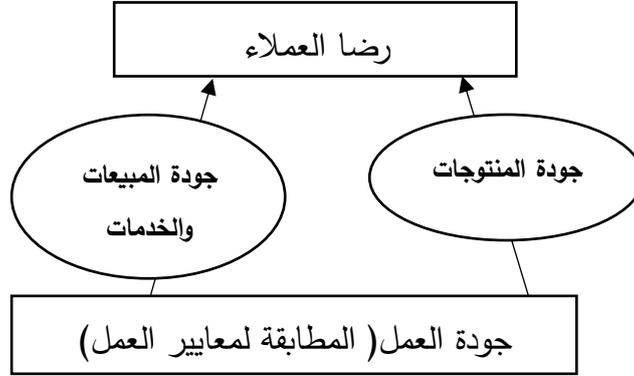 رضا العملاء
جودة المنتوجات
جودة المبيعات
والخدمات
جودة العمل( المطابقة لمعايير العمل)